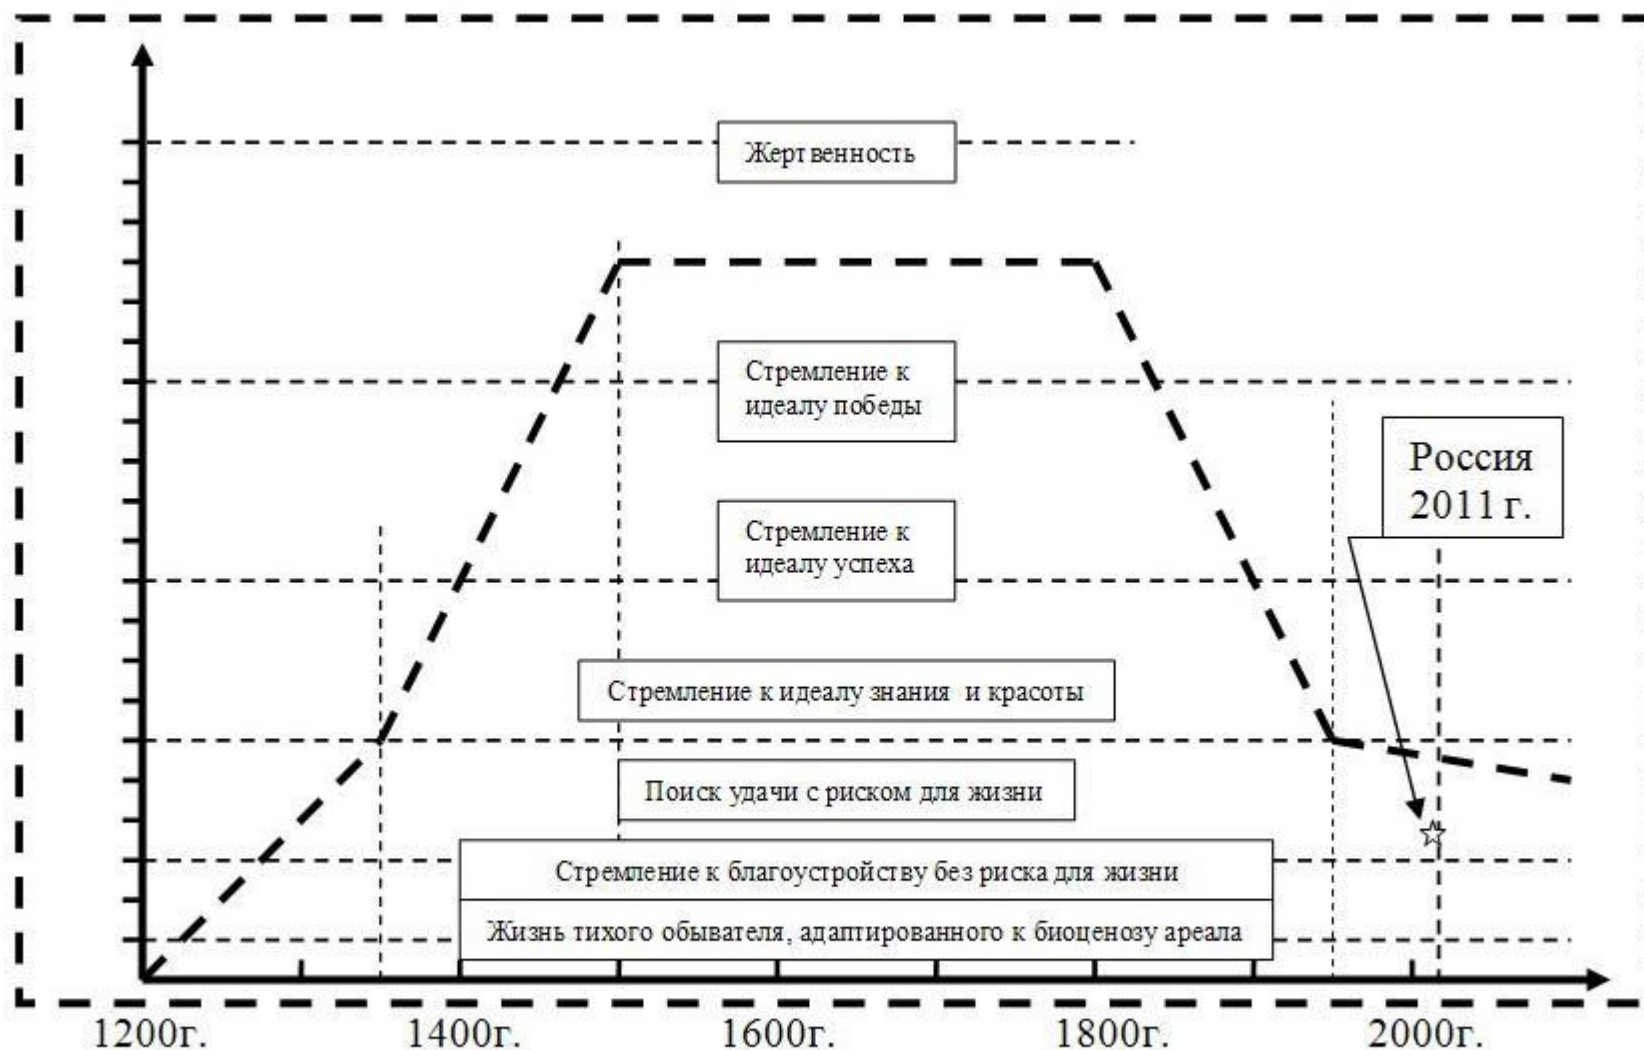 Жертвенность
Стремление к
идеалу победы
Россия
2011 г.
Стремление к
идеалу успеха
Стремление к идеалу знания и красоты
Поиск удачи с риском для жизни
Стремление к благоустройству без риска для жизни
Жизнь тихого обывателя, адаптированного к биоценозу ареала
1200г.
1400г.
1600г.
1800г.
2000г.